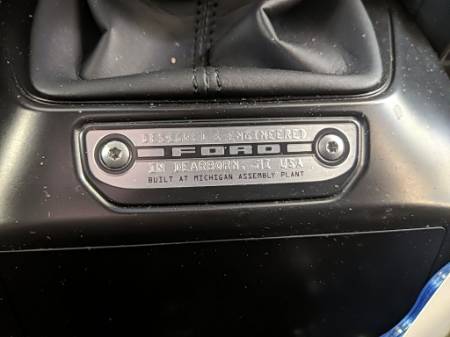 DESIGNED & ENGINEERED
FORD
IN DEARBORN, MI USA
BUILT AT MICHIGAN ASSEMBLY PLANT